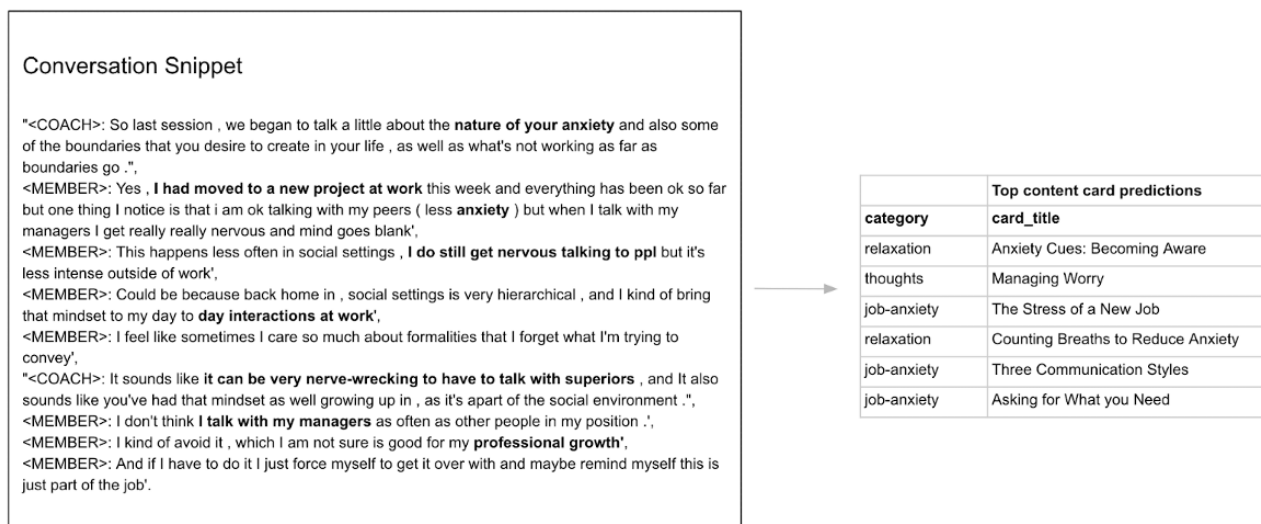 Conversation Snippet
"<COACH>: So last session , we began to talk a little about the nature of your anxiety and also some
of the boundaries that you desire to create in your life , as well as what's not working as far as
boundaries go .",
<MEMBER>: Yes , I had moved to a new project at work this week and everything has been ok so far
but one thing I notice is that i am ok talking with my peers ( less anxiety ) but when I talk with my
managers I get really really nervous and mind goes blank',
<MEMBER>: This happens less often in social settings , I do still get nervous talking to ppl but it's
less intense outside of work',
<MEMBER>: Could be because back home in , social settings is very hierarchical , and I kind of bring
that mindset to my day to day interactions at work',
<MEMBER>: I feel like sometimes I care so much about formalities that I forget what I'm trying to
convey',
"<COACH>: It sounds like it can be very nerve-wrecking to have to talk with superiors , and It also
sounds like you've had that mindset as well growing up in , as it's apart of the social environment .",
<MEMBER>: I don't think I talk with my managers as often as other people in my position .',
<MEMBER>: I kind of avoid it , which I am not sure is good for my professional growth',
<MEMBER>: And if I have to do it I just force myself to get it over with and maybe remind myself this is
just part of the job'.
Top content card predictions
category card_title
relaxation Anxiety Cues: Becoming Aware
thoughts Managing Worry
job-anxiety The Stress of a New Job
relaxation Counting Breaths to Reduce Anxiety
job-anxiety Three Communication Styles
job-anxiety Asking for What you Need